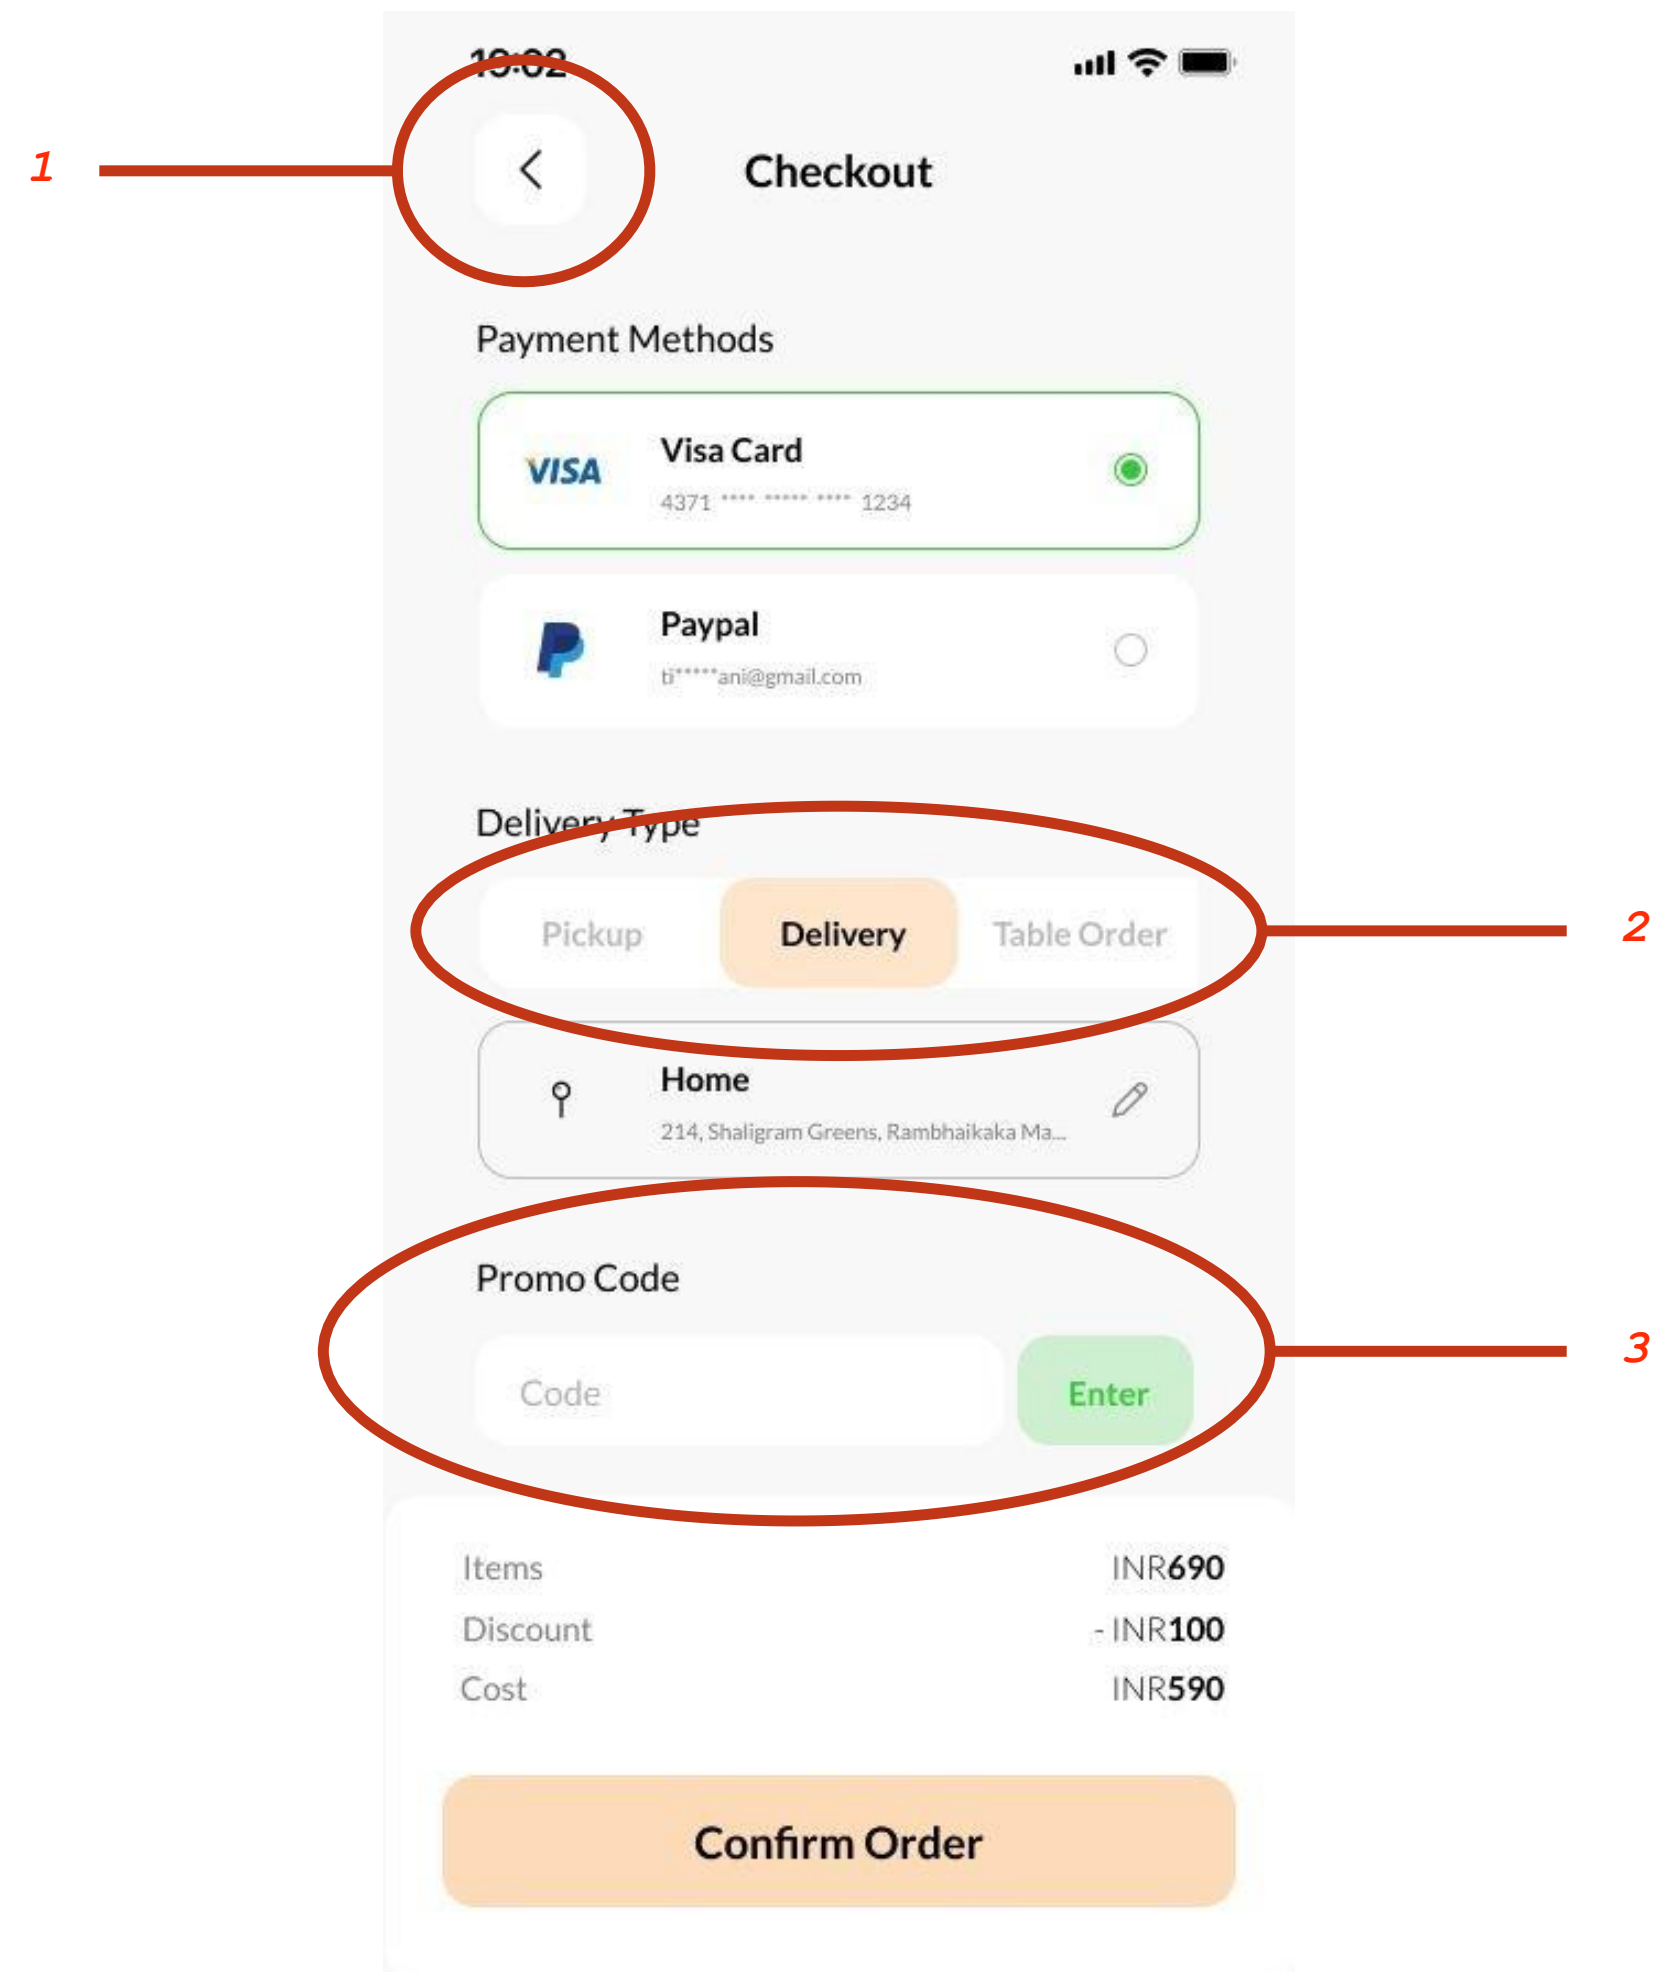 10:02
1
Checkout
Payment Methods
VISA
Visa Card
4371 **** ***** **** 1234
Paypal
ti*****ani@gmail.com
Delivery Type
Pickup Delivery Table Order
2
Home
214, Shaligram Greens, Rambhaikaka Ma...
Promo Code
3
Code Enter
Items INR690
Discount - INR100
Cost INR590
Confirm Order